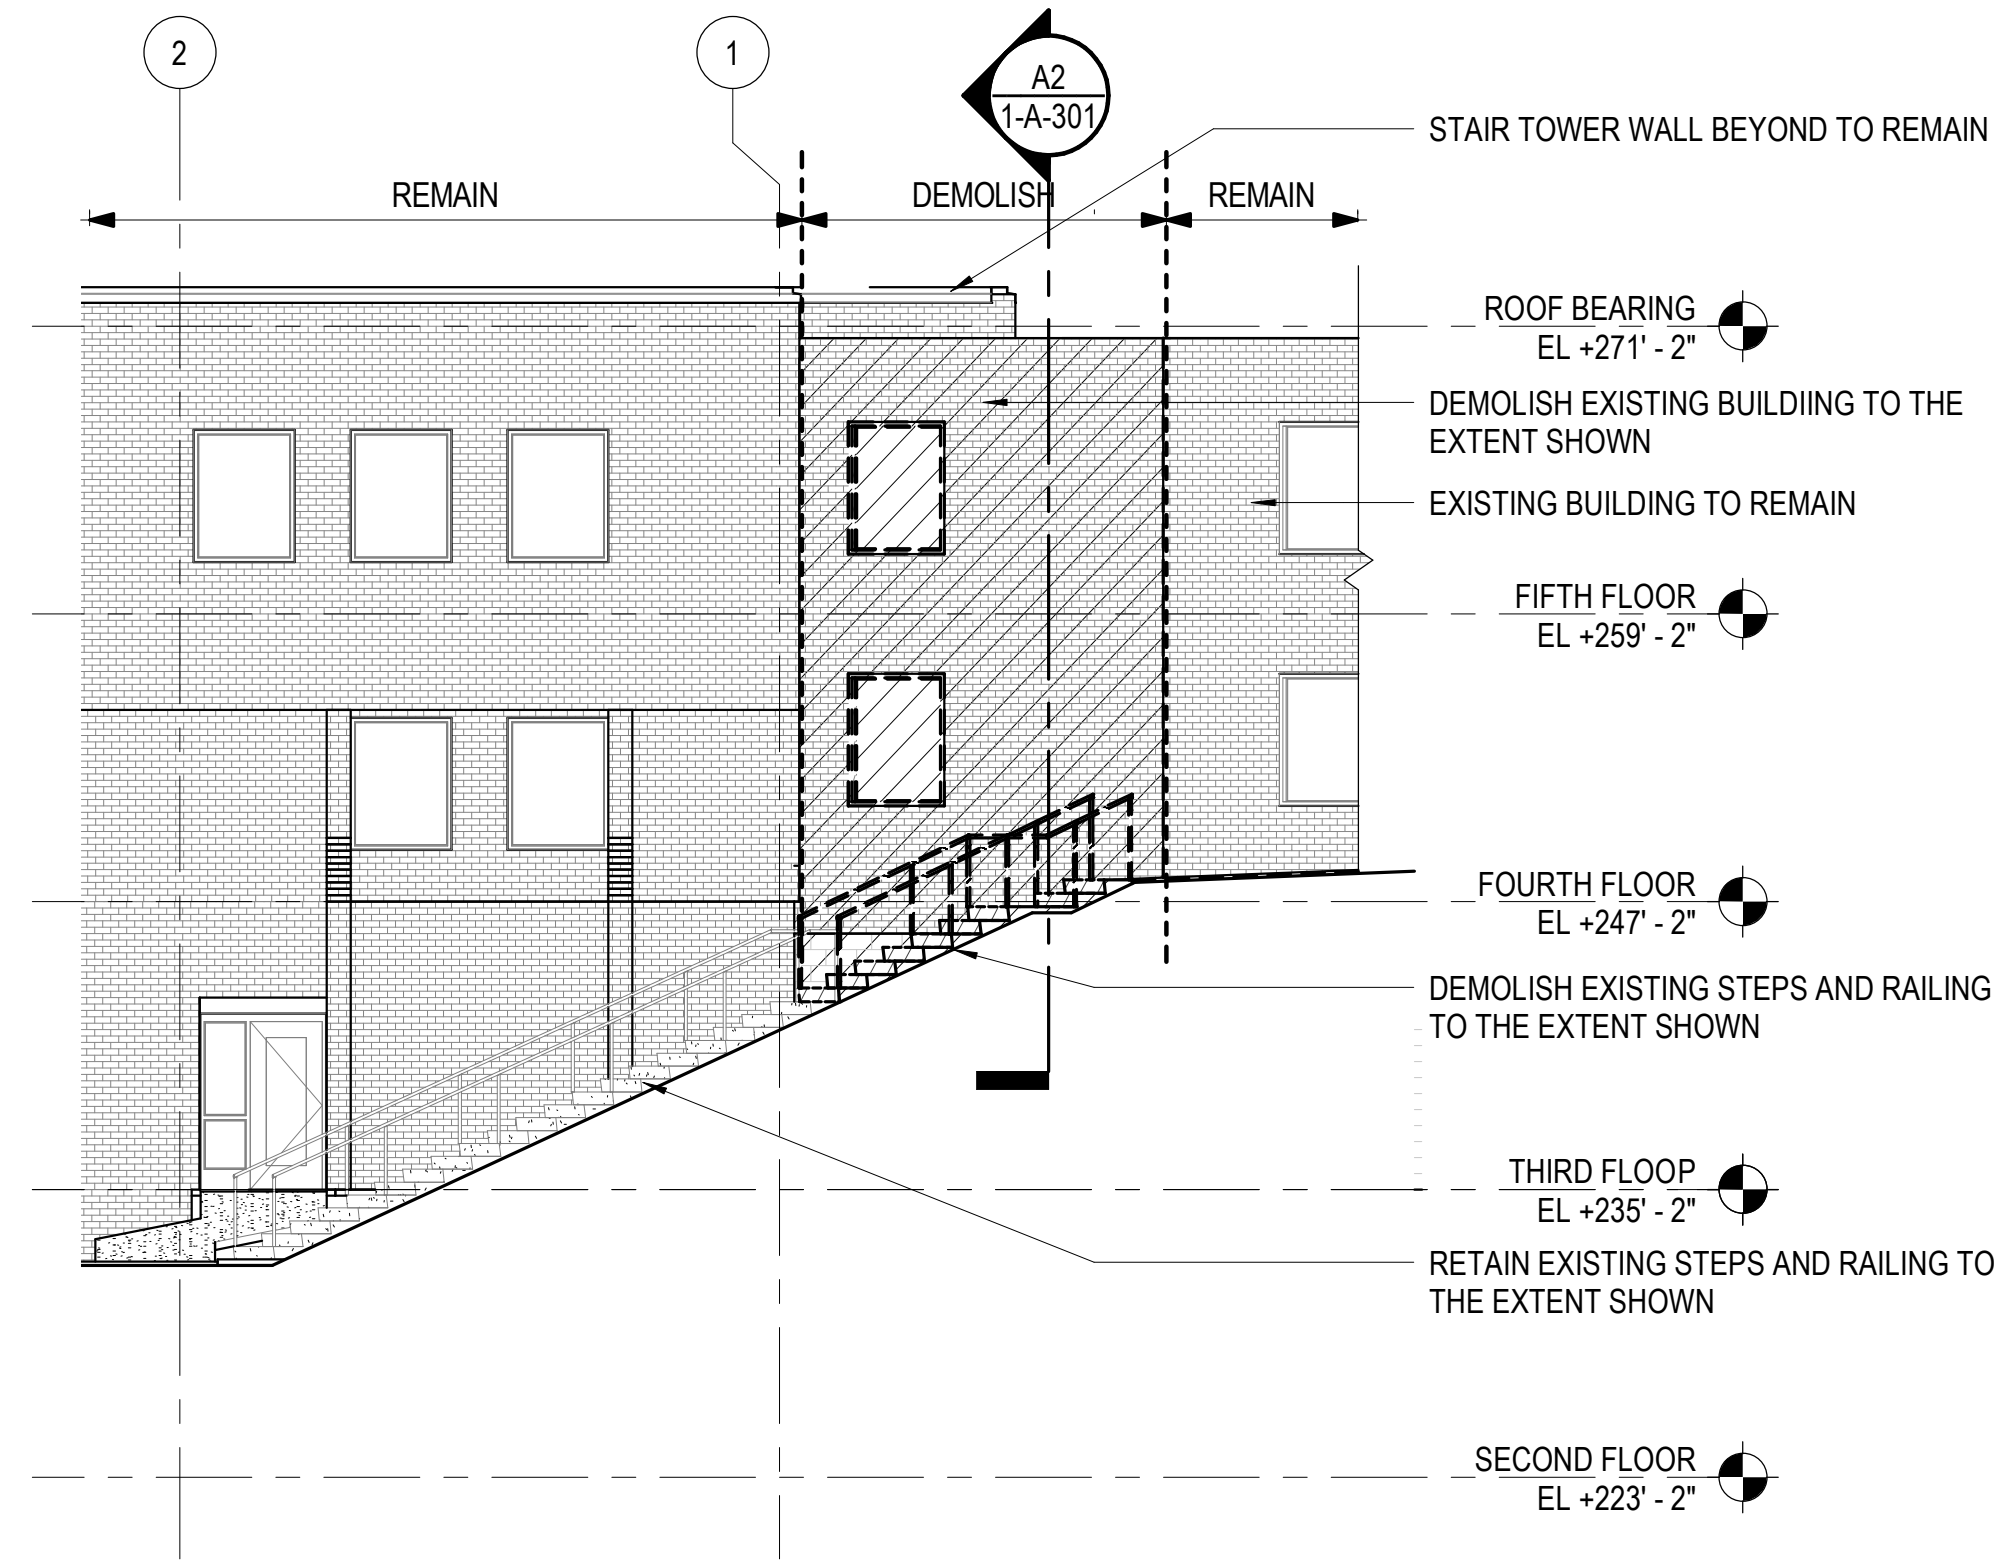 2
1
A2
1-A-301
STAIR TOWER WALL BEYOND TO REMAIN
REMAIN
DEMOLISH
REMAIN
ROOF BEARING
EL +271' - 2"
DEMOLISH EXISTING BUILDIING TO THE
EXTENT SHOWN
EXISTING BUILDING TO REMAIN
FIFTH FLOOR
EL +259' - 2"
FOURTH FLOOR
EL +247' - 2"
DEMOLISH EXISTING STEPS AND RAILING
TO THE EXTENT SHOWN
THIRD FLOOP
EL +235' - 2"
RETAIN EXISTING STEPS AND RAILING TO
THE EXTENT SHOWN
SECOND FLOOR
EL +223' - 2"